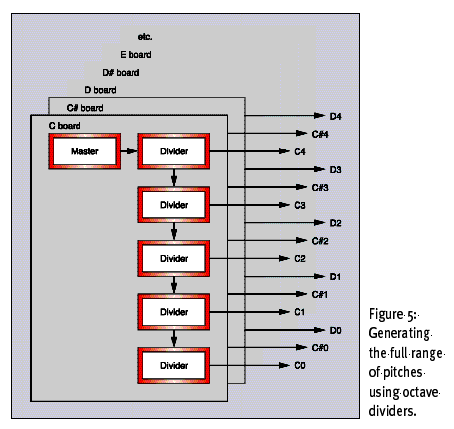 etc.
E board
D# board
D board
C# board
C board
Master
Divider
Divider
Divider
Divider
Divider
D4
C#4
C4
D3
C#3
C3
D2
C#2
C2
D1
C#1
C1
D0
C#0
C0
Figure 5:
Generating
the full range
of pitches
using octave
dividers.